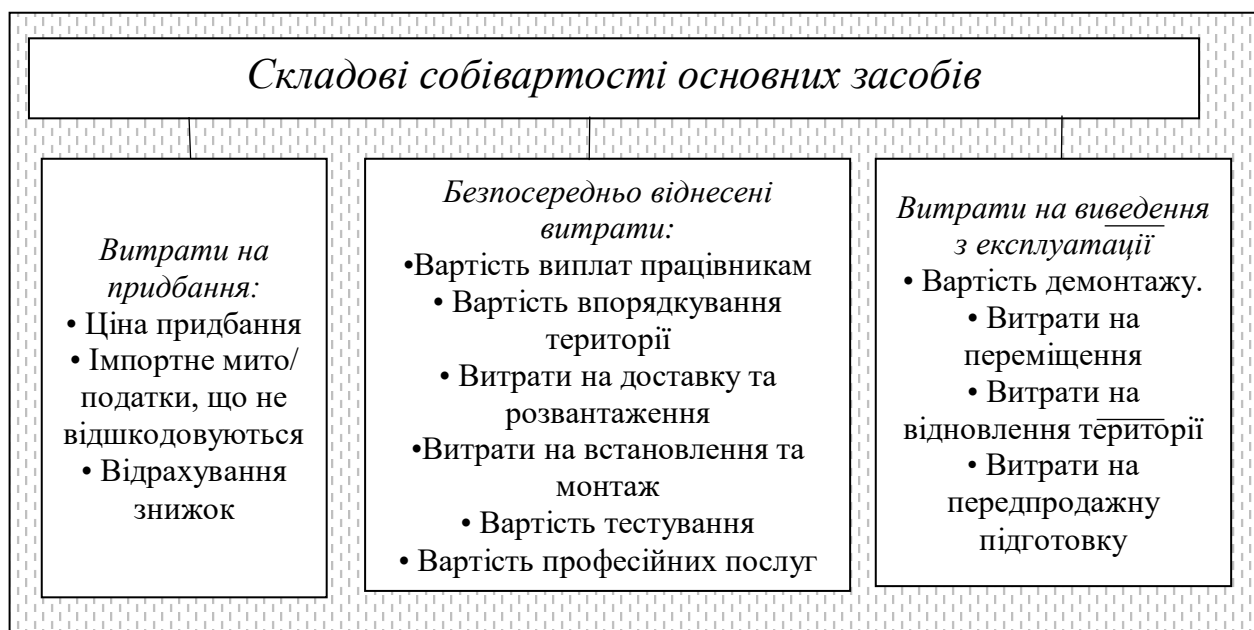 Складові собівартості основних засобів
Витрати на
придбання:
• Ціна придбання
• Імпортне мито/
податки, що не
відшкодовуються
• Відрахування
знижок
Безпосередньо віднесені
витрати:
•Вартість виплат працівникам
• Вартість впорядкування
території
• Витрати на доставку та
розвантаження
•Витрати на встановлення та
монтаж
• Вартість тестування
• Вартість професійних послуг
Витрати на виведення
з експлуатації
• Вартість демонтажу.
• Витрати на
переміщення
• Витрати на
відновлення території
• Витрати на
передпродажну
підготовку